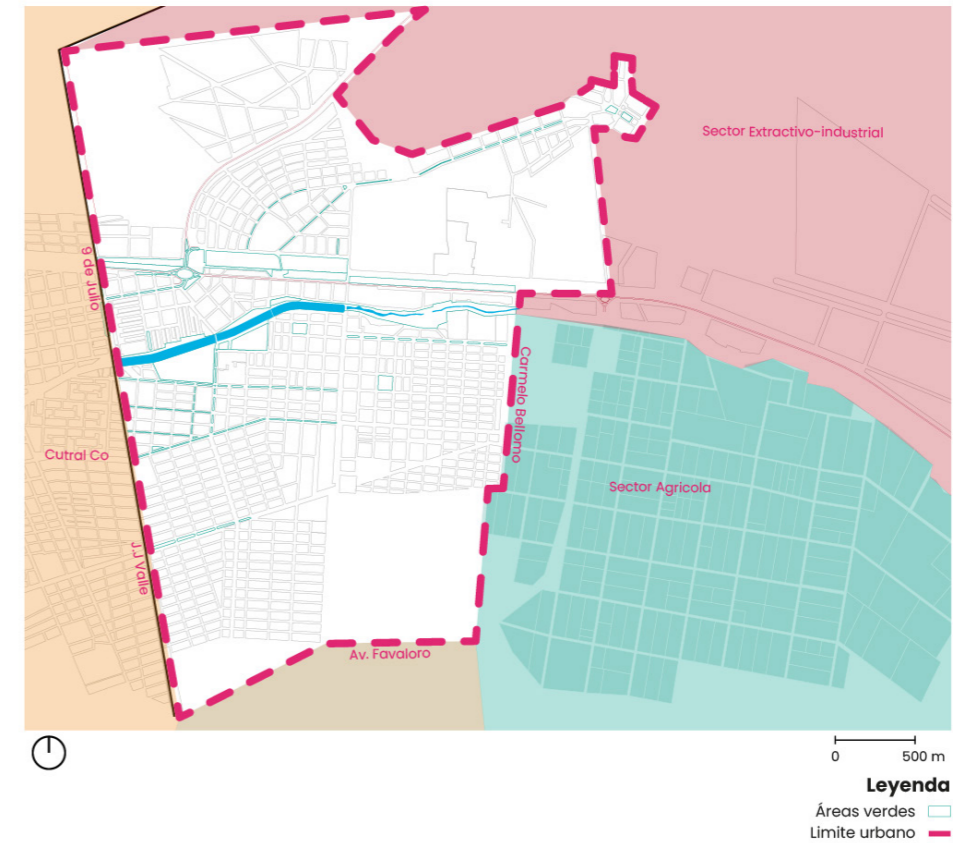 Sector Extractivo-industrial
9 de Julio
Carmelo Bellomo
Cutral Co
Sector Agricola
J.J Valle
Av. Favaloro
0 500 m
Leyenda
Áreas verdes
Limite urbano